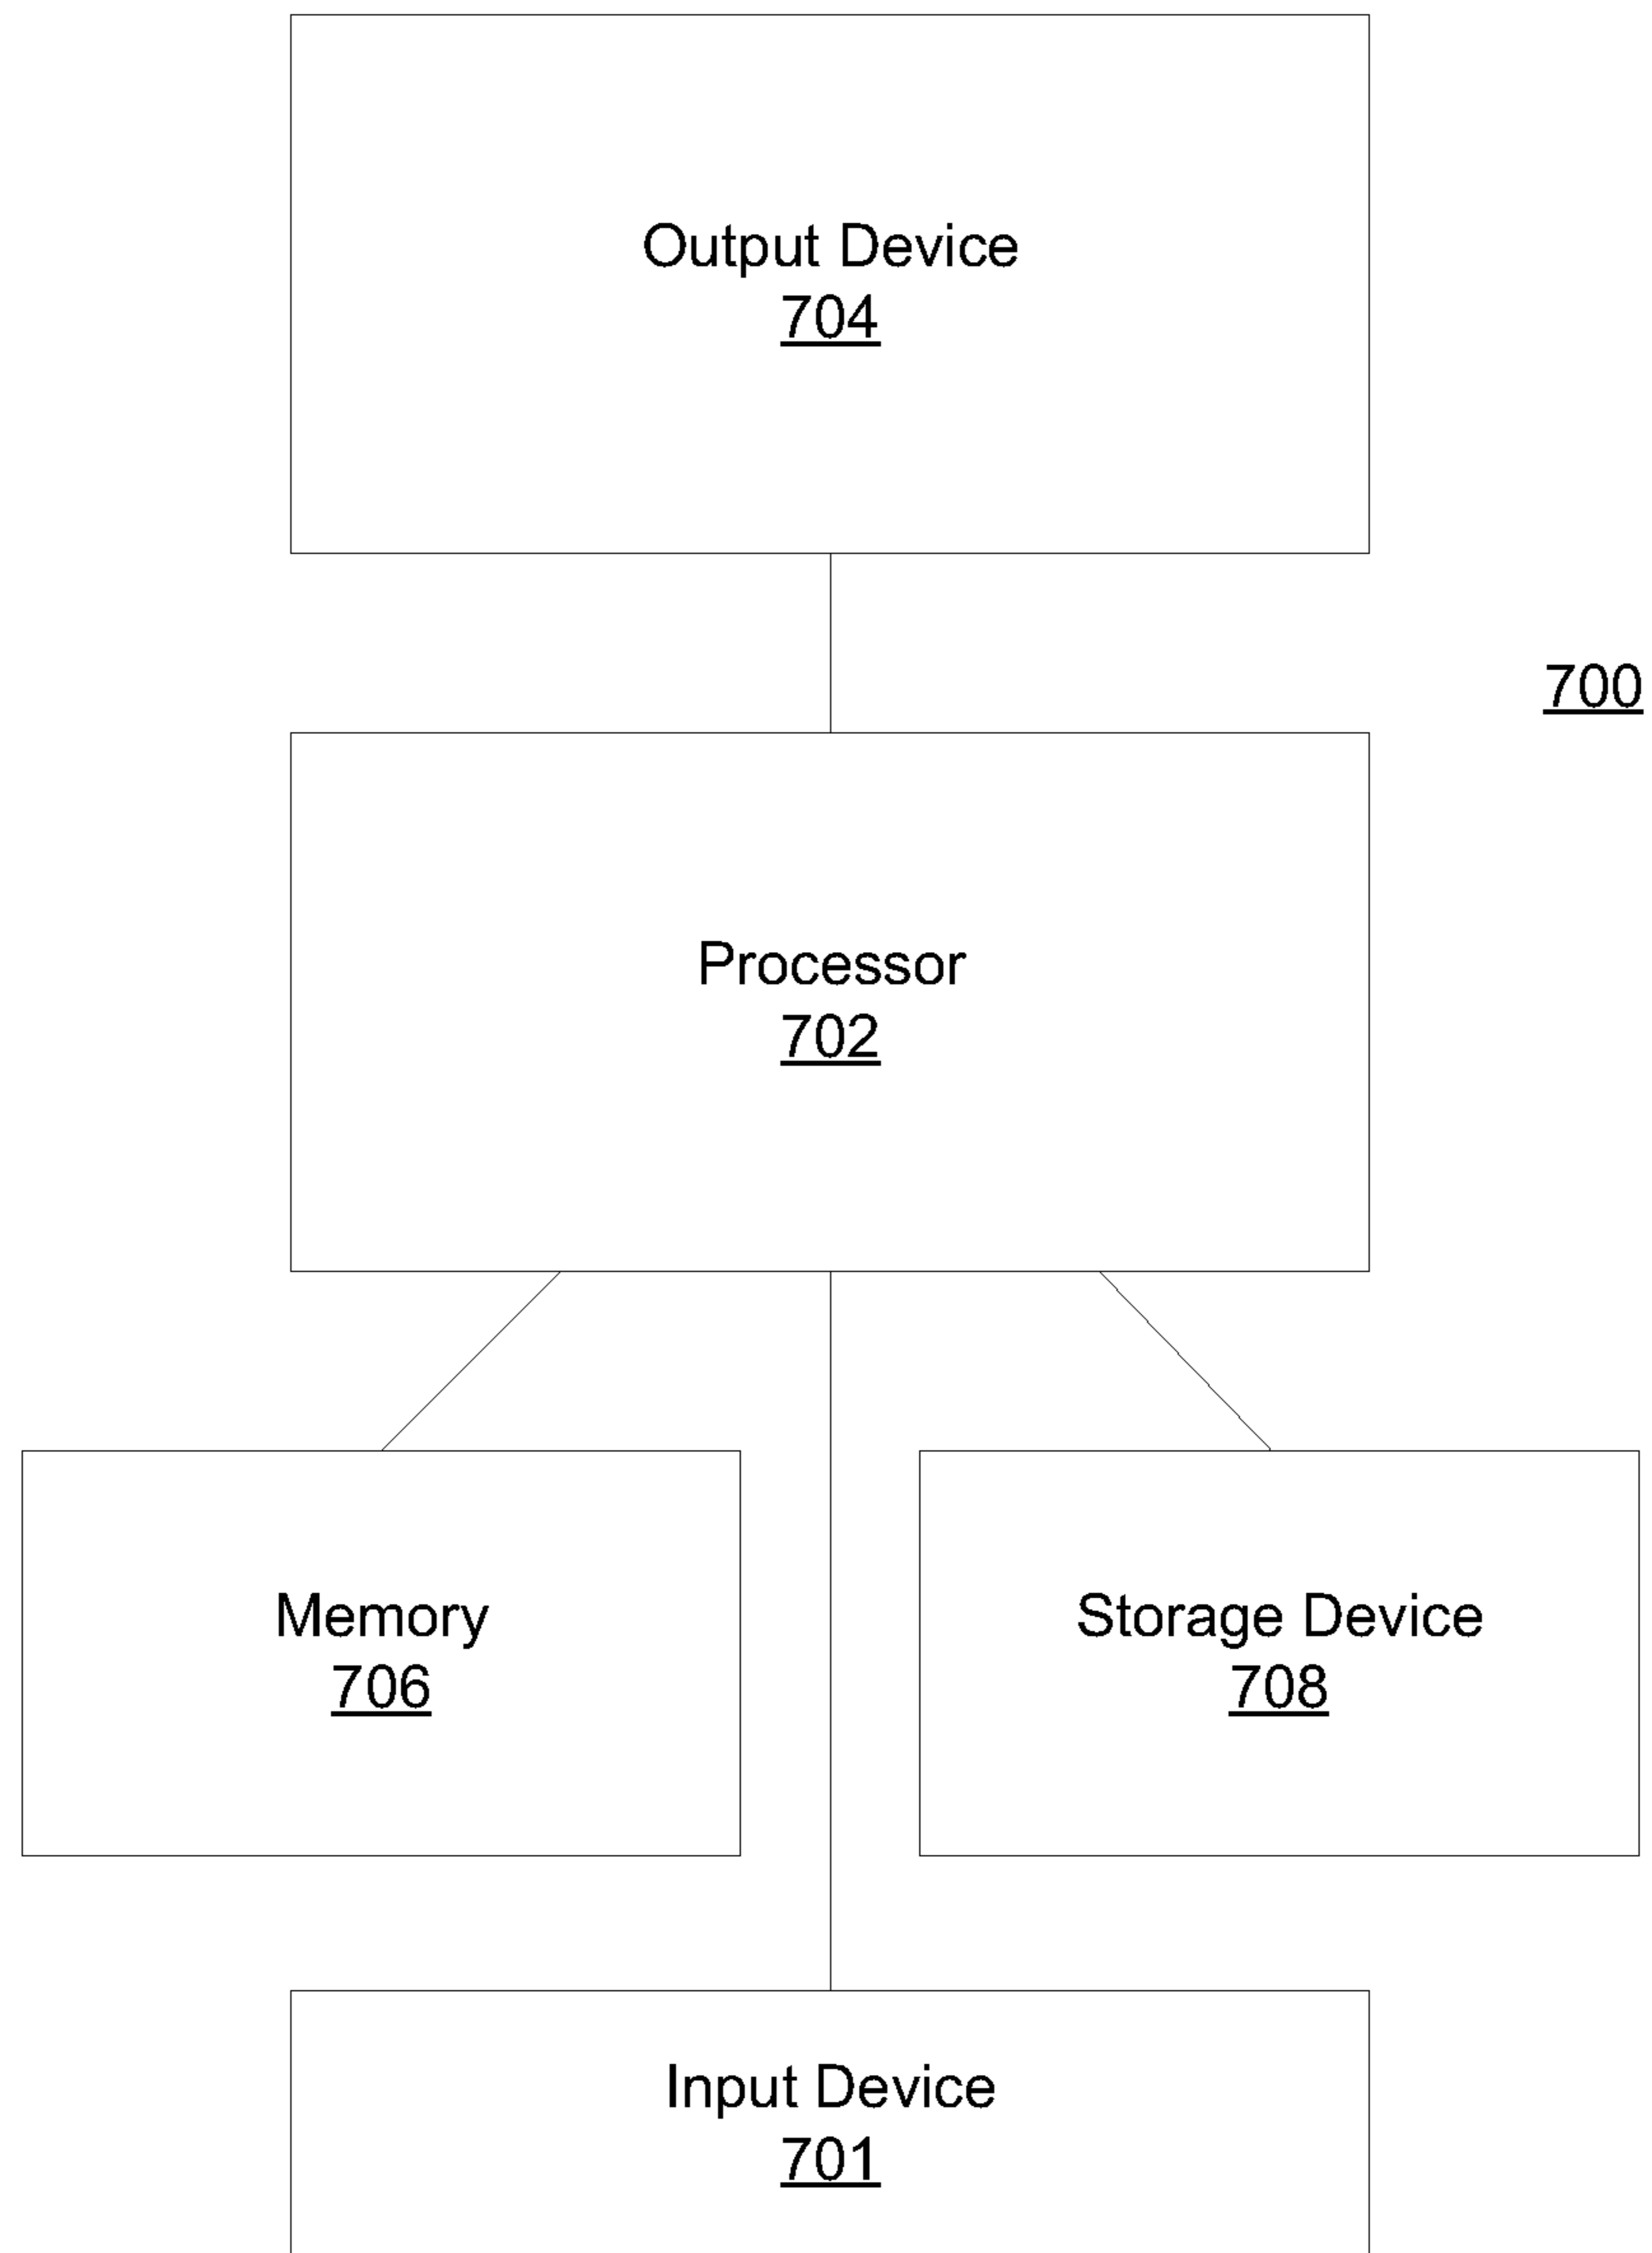 Output Device
704
700
Processor
702
Memory
706
Storage Device
708
Input Device
701